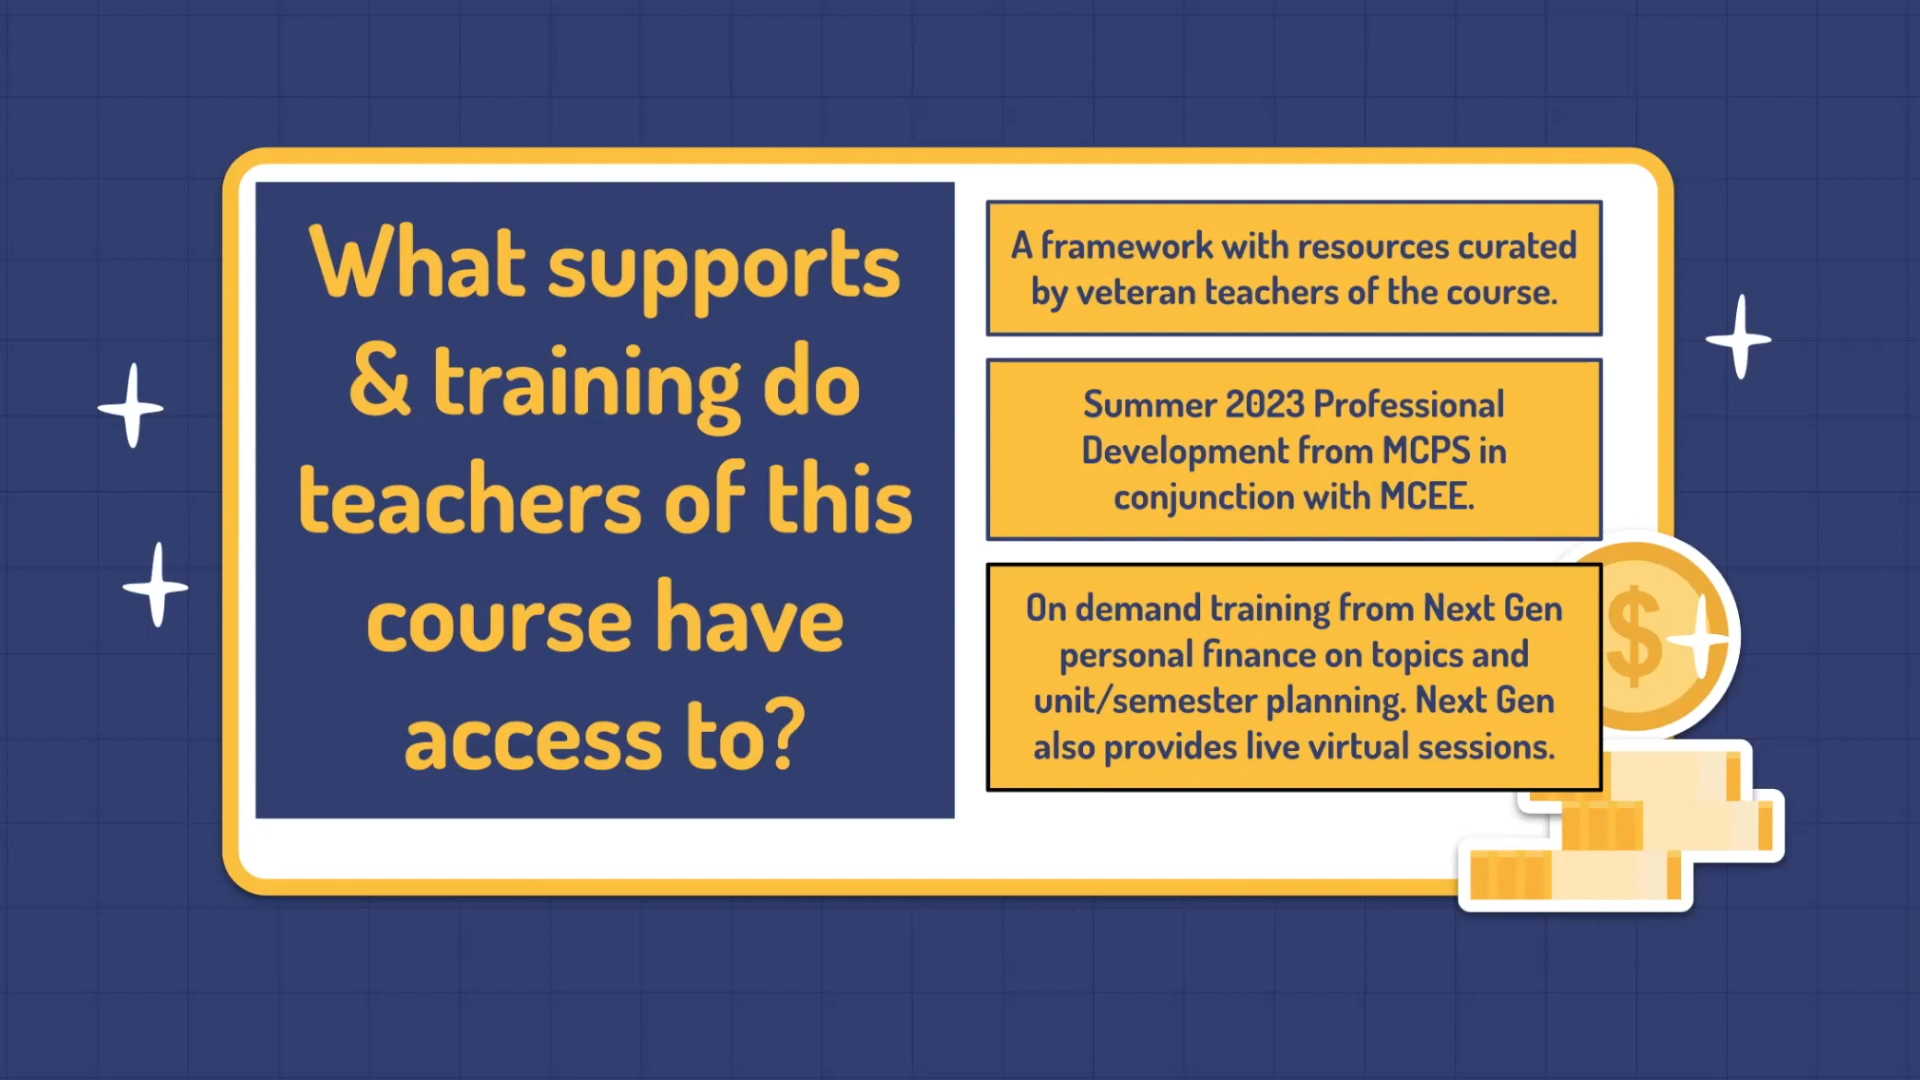 What supports
& training do
teachers of this
course have
access to?
A framework with resources curated
by veteran teachers of the course.
Summer 2023 Professional
Development from MCPS in
conjunction with MCEE.
On demand training from Next Gen
personal finance on topics and
unit/semester planning. Next Gen
also provides live virtual sessions.
$